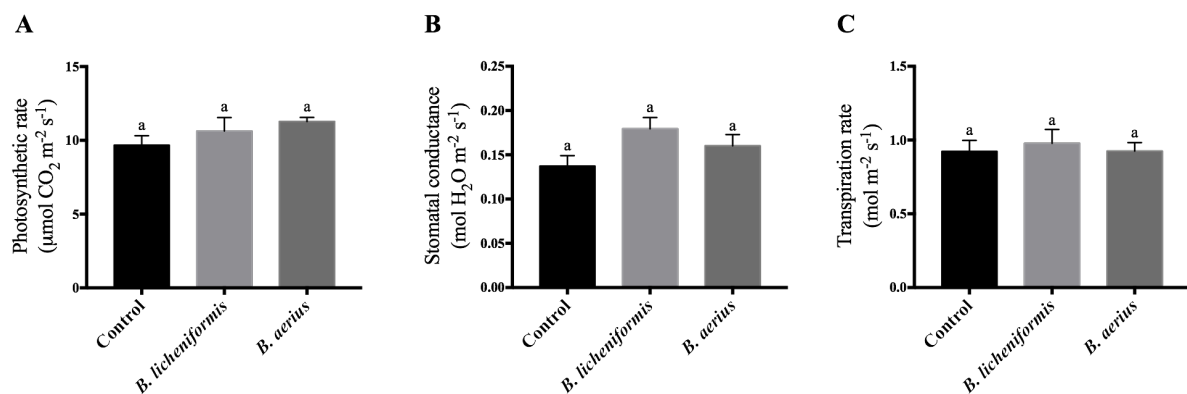 A
Photosynthetic rate
(μmol CO₂ m⁻² s⁻¹)
15
10
5
0
a
a
a
Control
B. licheniformis
B. aerius
B
Stomatal conductance
(mol H₂O m⁻² s⁻¹)
0.25
0.20
0.15
0.10
0.05
0.00
a
a
a
Control
B. licheniformis
B. aerius
C
Transpiration rate
(mol m⁻² s⁻¹)
1.5
1.0
0.5
0.0
a
a
a
Control
B. licheniformis
B. aerius